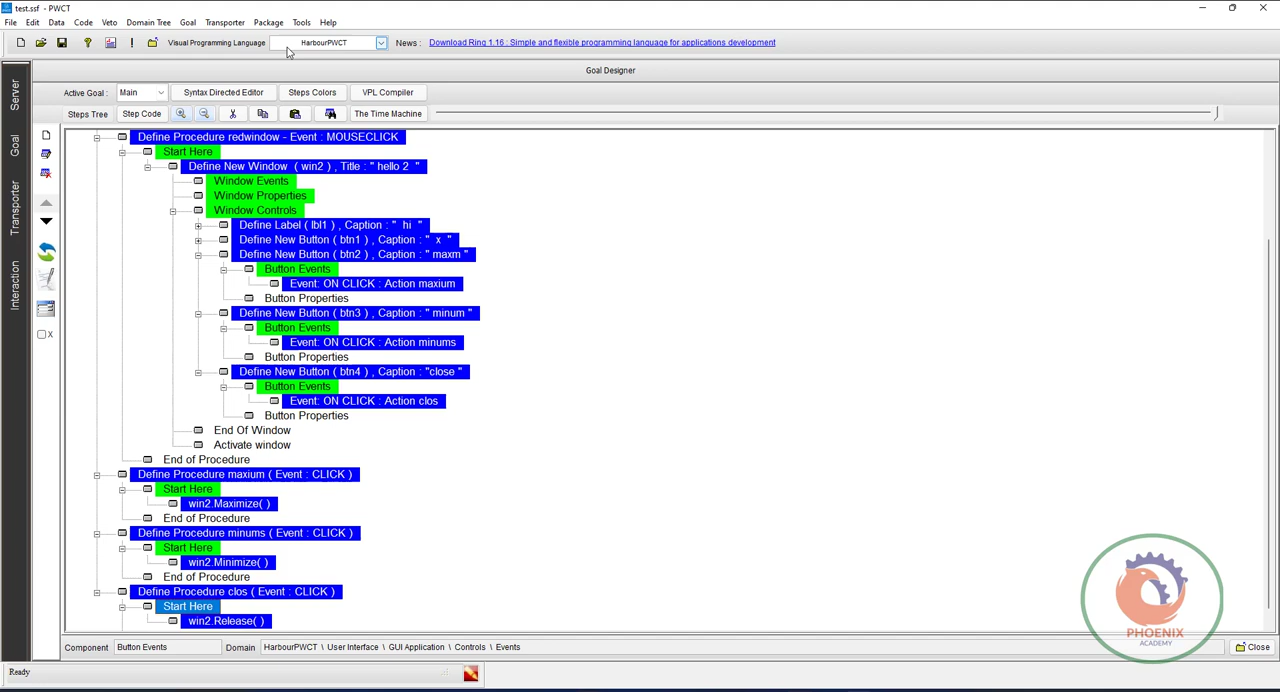 test.ssf - PWCT
File Edit Data Code Veto Domain Tree Goal Transporter Package Tools Help
Visual Programming Language HarbourPWCT News : Download Ring 1.16 : Simple and flexible programming language for applications development
Goal Designer
Active Goal : Main Syntax Directed Editor Steps Colors VPL Compiler
Steps Tree Step Code The Time Machine
Server
Goal
Transporter
Interaction
X
Define Procedure redwindow - Event : MOUSECLICK
Start Here
Define New Window ( win2 ) , Title : " hello 2 "
Window Events
Window Properties
Window Controls
Define Label ( lbl1 ) , Caption : " hi "
Define New Button ( btn1 ) , Caption : " x "
Define New Button ( btn2 ) , Caption : " maxm "
Button Events
Event: ON CLICK : Action maxium
Button Properties
Define New Button ( btn3 ) , Caption : " minum "
Button Events
Event: ON CLICK : Action minums
Button Properties
Define New Button ( btn4 ) , Caption : "close "
Button Events
Event: ON CLICK : Action clos
Button Properties
End Of Window
Activate window
End of Procedure
Define Procedure maxium ( Event : CLICK )
Start Here
win2.Maximize( )
End of Procedure
Define Procedure minums ( Event : CLICK )
Start Here
win2.Minimize( )
End of Procedure
Define Procedure clos ( Event : CLICK )
Start Here
win2.Release( )
PHOENIX
ACADEMY
Component Button Events Domain HarbourPWCT \ User Interface \ GUI Application \ Controls \ Events Close
Ready